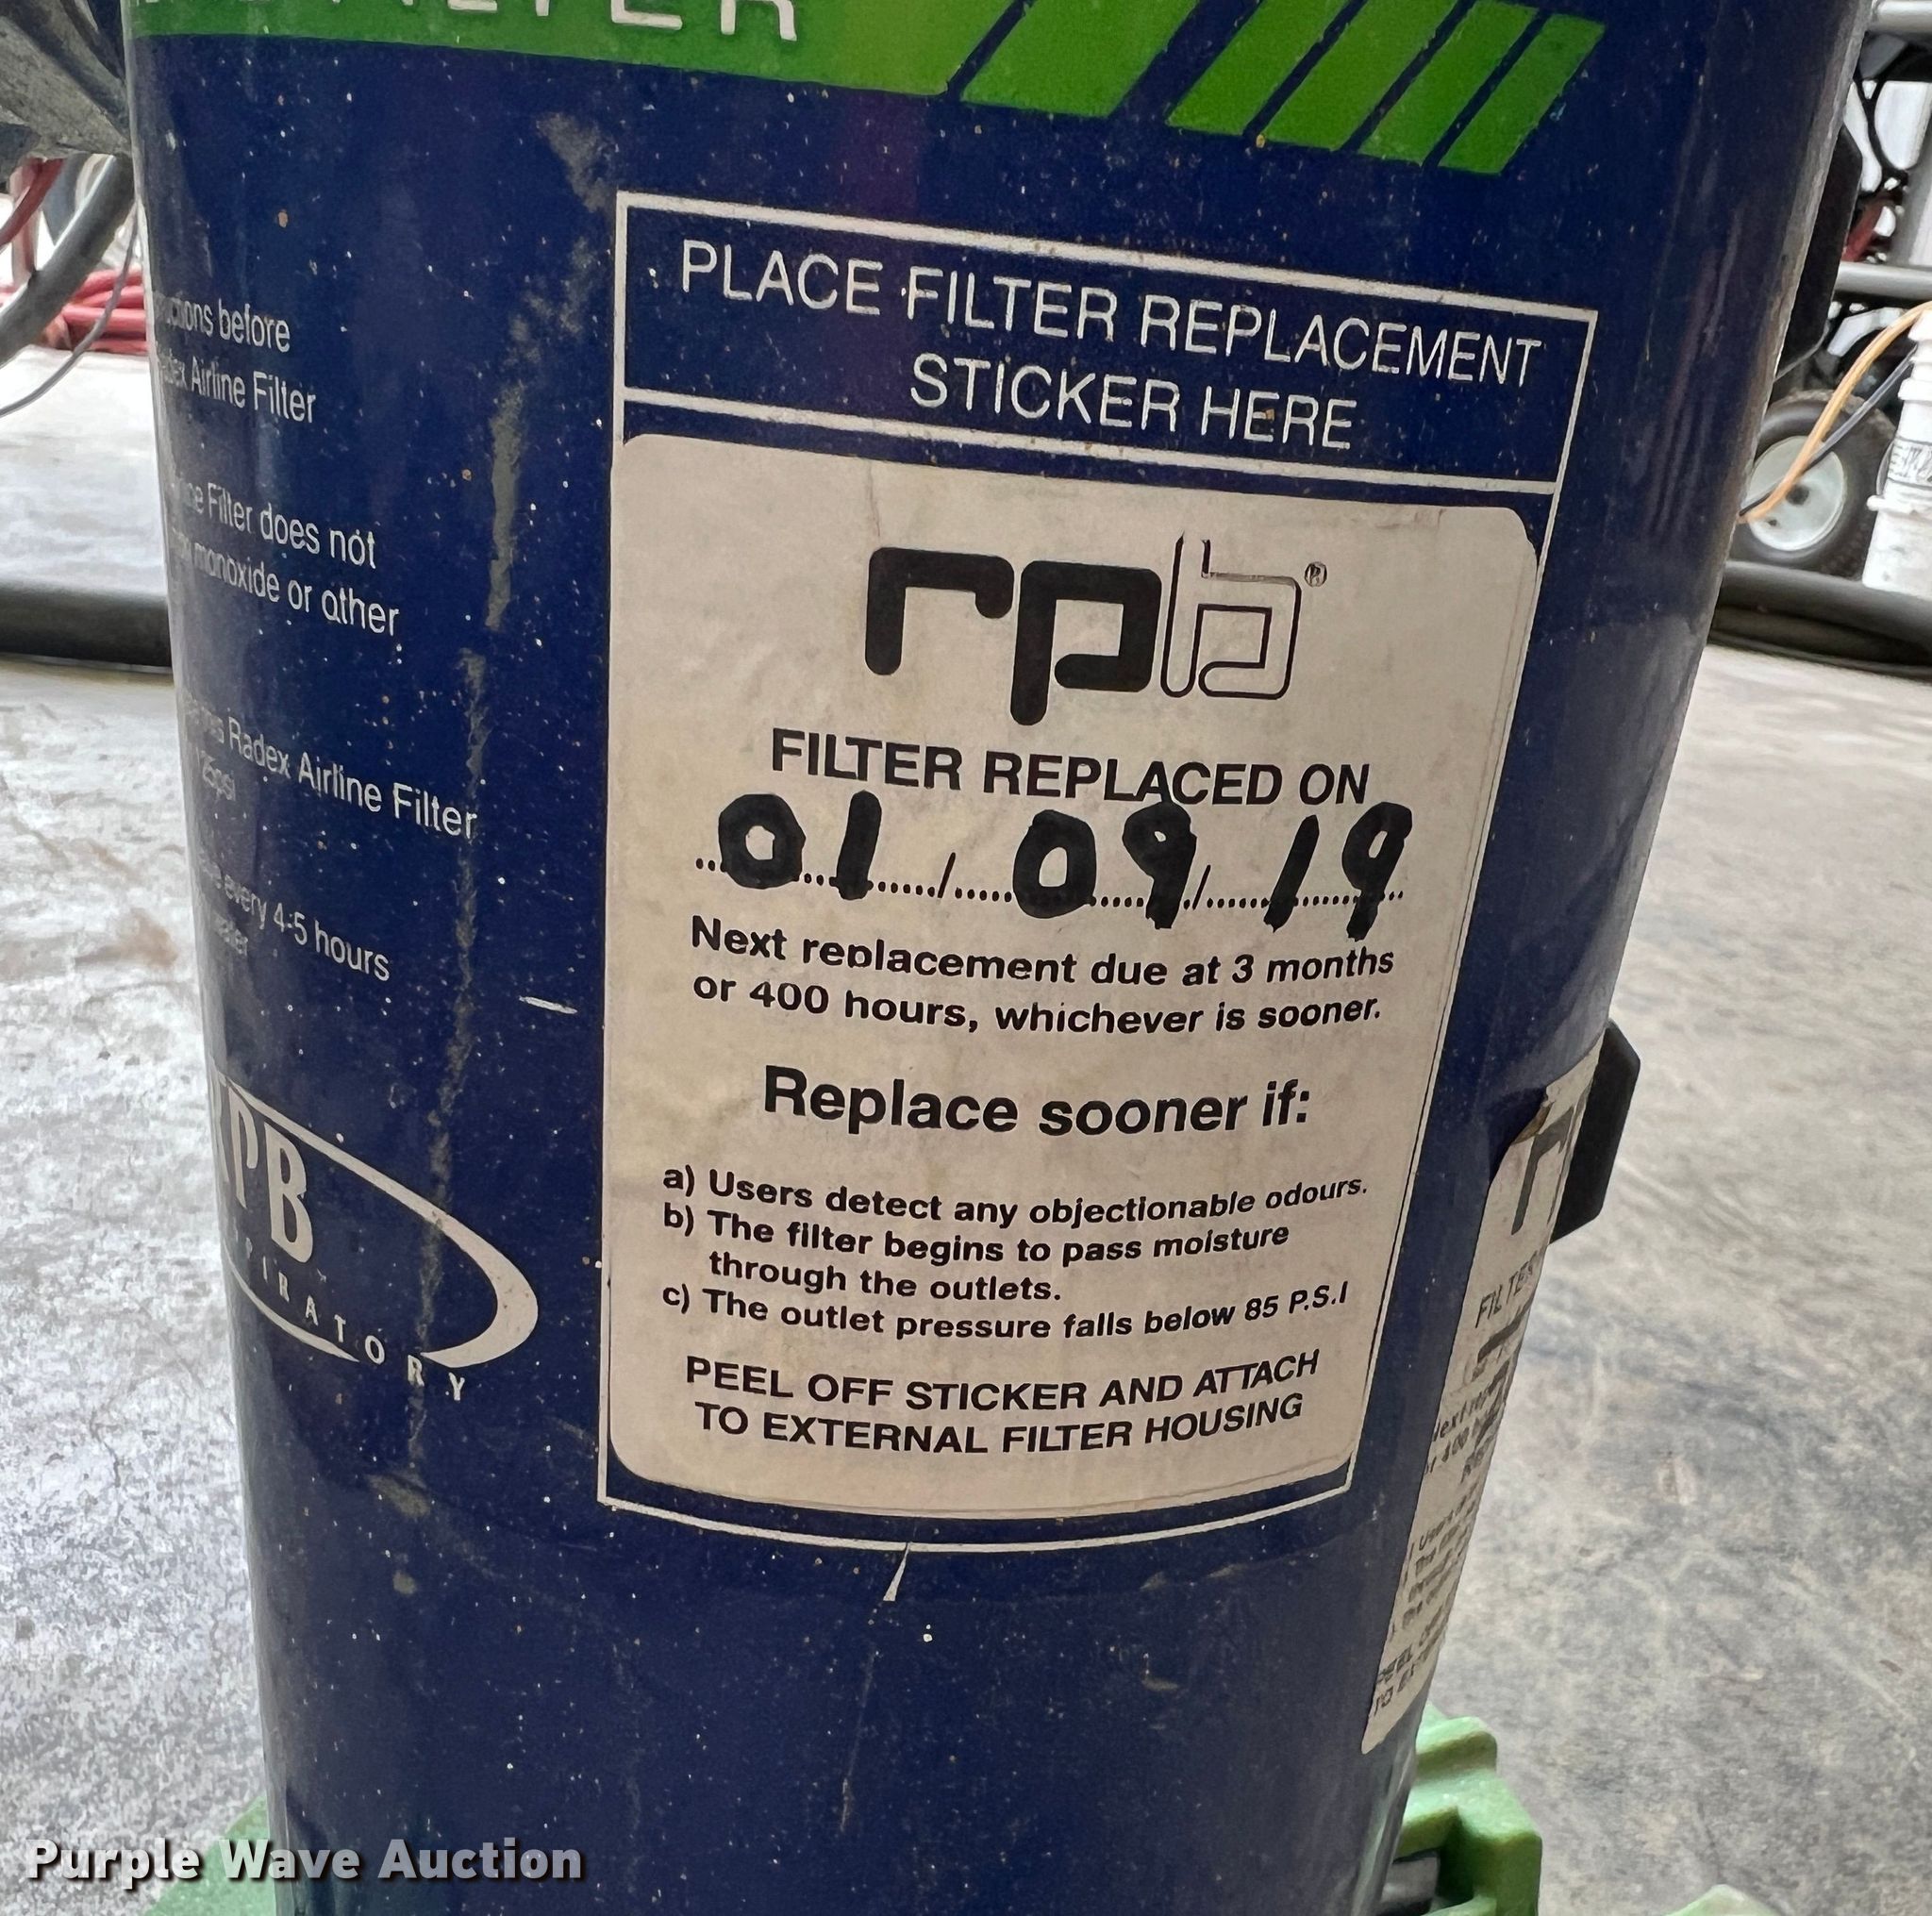 FILTER
PLACE FILTER REPLACEMENT
STICKER HERE
rpb®
FILTER REPLACED ON
01/09/19
Next replacement due at 3 months
or 400 hours, whichever is sooner.
Replace sooner if:
a) Users detect any objectionable odours.
b) The filter begins to pass moisture
through the outlets.
c) The outlet pressure falls below 85 P.S.I
PEEL OFF STICKER AND ATTACH
TO EXTERNAL FILTER HOUSING
before
Airline Filter
Filter does not
monoxide or other
Radex Airline Filter
125psi
every 4-5 hours
RPB
Purple Wave Auction